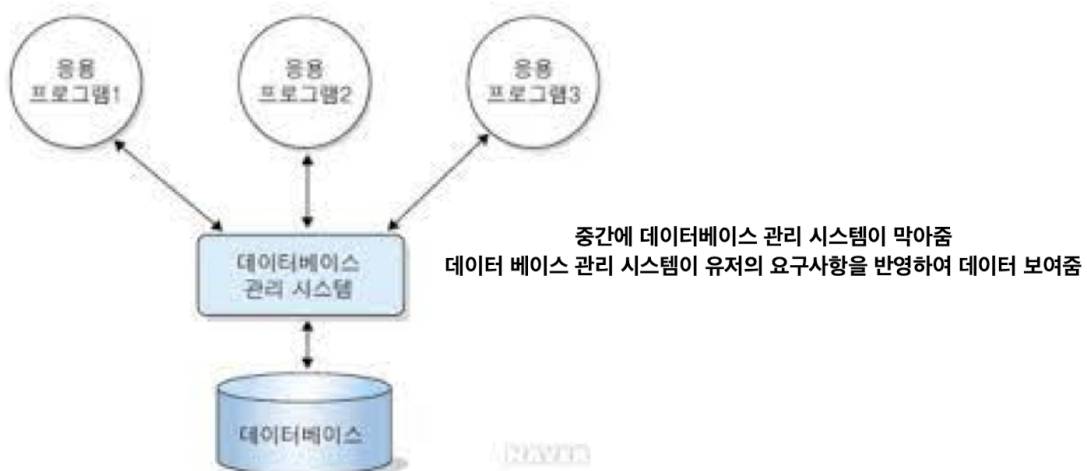 응용
프로그램1
응용
프로그램2
응용
프로그램3
데이터베이스
관리 시스템
중간에 데이터베이스 관리 시스템이 막아줌
데이터 베이스 관리 시스템이 유저의 요구사항을 반영하여 데이터 보여줌
데이터베이스
NAVER